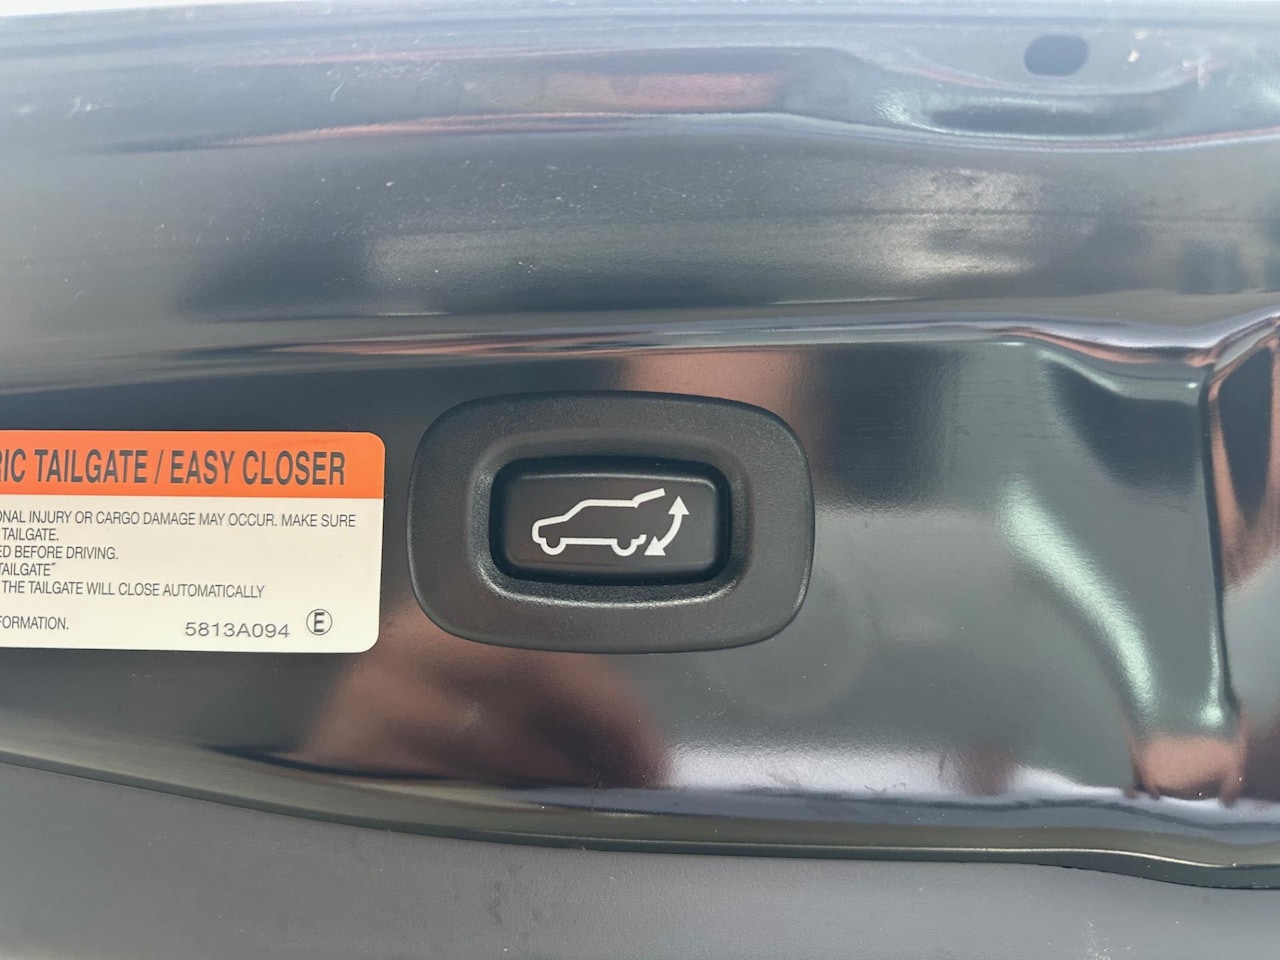 RIC TAILGATE / EASY CLOSER
ONAL INJURY OR CARGO DAMAGE MAY OCCUR. MAKE SURE
TAILGATE.
ED BEFORE DRIVING.
TAILGATE"
THE TAILGATE WILL CLOSE AUTOMATICALLY
FORMATION.
5813A094 E